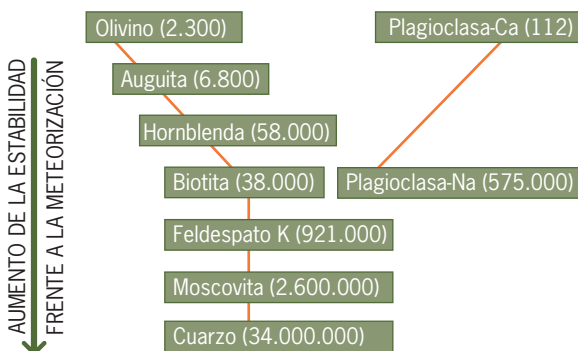 AUMENTO DE LA ESTABILIDAD
FRENTE A LA METEORIZACIÓN
Olivino (2.300)
Plagioclasa-Ca (112)
Auguita (6.800)
Hornblenda (58.000)
Biotita (38.000)
Plagioclasa-Na (575.000)
Feldespato K (921.000)
Moscovita (2.600.000)
Cuarzo (34.000.000)